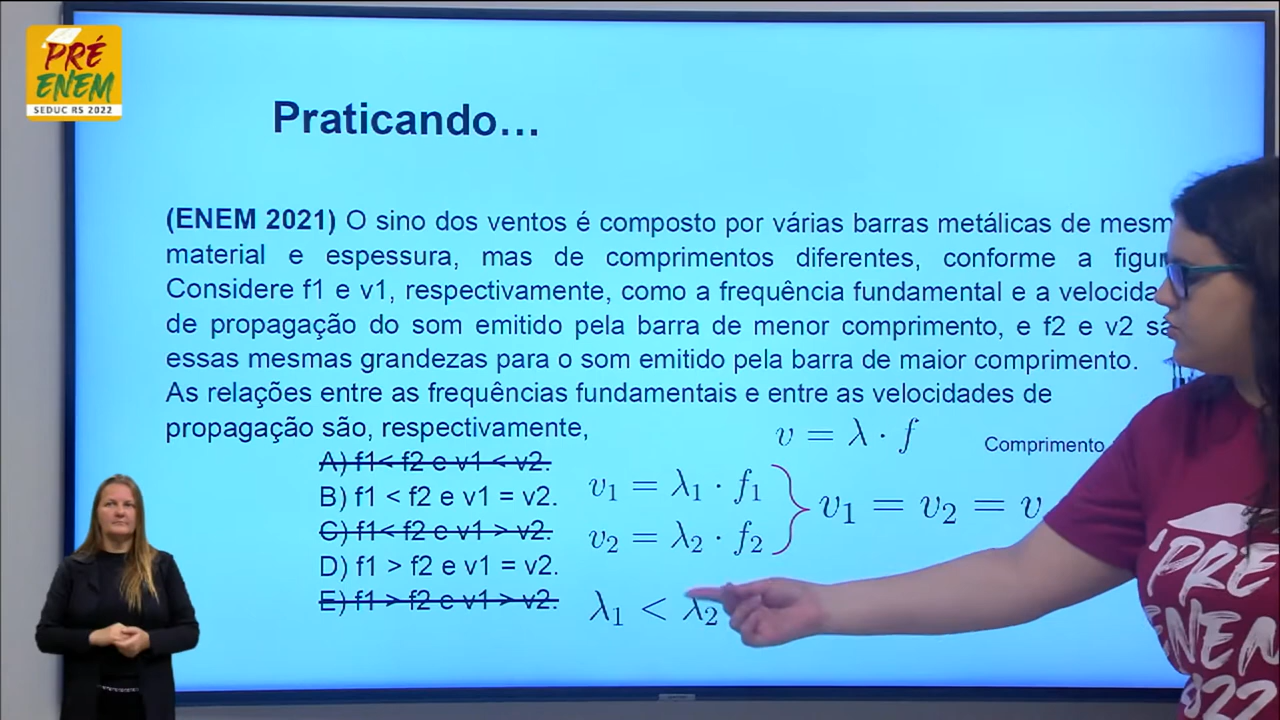 PRÉ
ENEM
SEDUC RS 2022
Praticando...
(ENEM 2021) O sino dos ventos é composto por várias barras metálicas de
material e espessura, mas de comprimentos diferentes, conforme a
Considere f1 e v1, respectivamente, como a frequência fundamental e a
de propagação do som emitido pela barra de menor comprimento, e f2 e v2
essas mesmas grandezas para o som emitido pela barra de maior comprimento.
As relações entre as frequências fundamentais e entre as velocidades de
propagação são, respectivamente,
v = λ · f
Comprimento
A) f1< f2 e v1 < v2.
B) f1 < f2 e v1 = v2.
C) f1< f2 e v1 > v2.
D) f1 > f2 e v1 = v2.
E) f1 > f2 e v1 > v2.
v₁ = λ₁ · f₁
v₂ = λ₂ · f₂
v₁ = v₂ = v
λ₁ < λ₂
PRÉ
ENEM